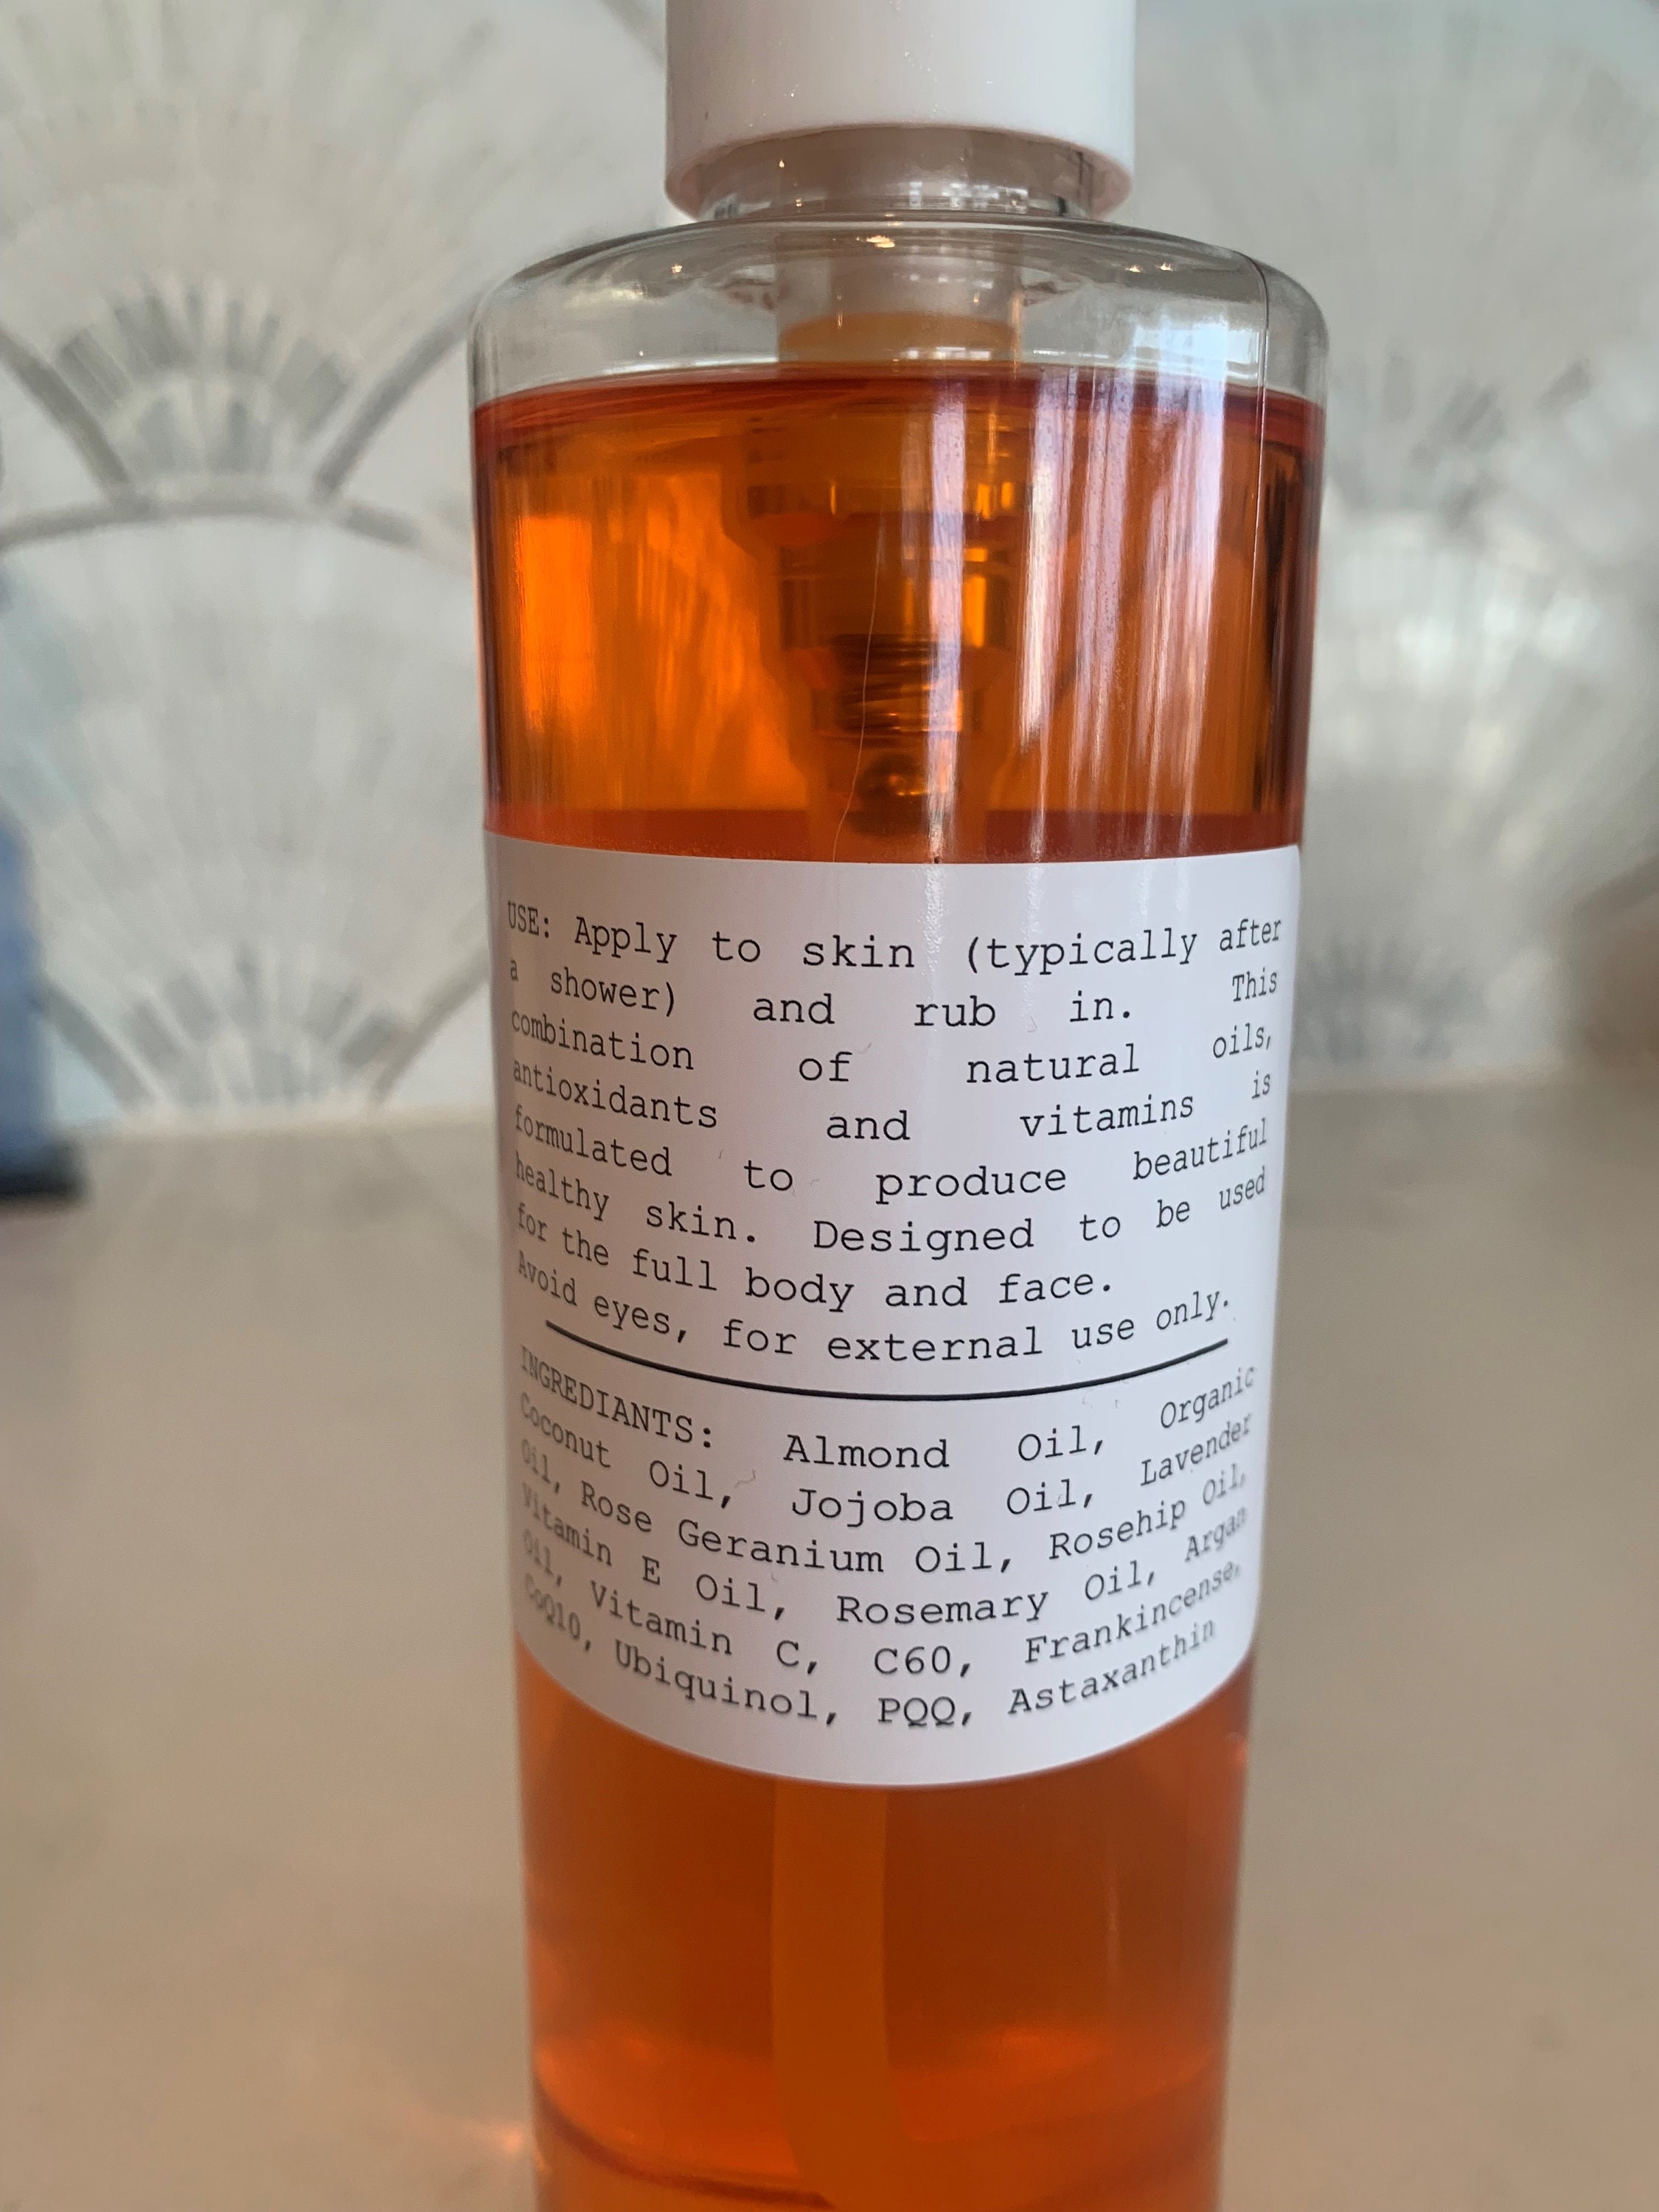 USE: Apply to skin (typically after
a shower) and rub in. This
combination of natural oils,
antioxidants and vitamins is
formulated to produce beautiful
healthy skin. Designed to be used
for the full body and face.
Avoid eyes, for external use only.
INGREDIANTS: Almond Oil, Organic
Coconut Oil, Jojoba Oil, Lavender
Oil, Rose Geranium Oil, Rosehip Oil,
Vitamin E Oil, Rosemary Oil, Argan
Oil, Vitamin C, C60, Frankincense,
CoQ10, Ubiquinol, PQQ, Astaxanthin